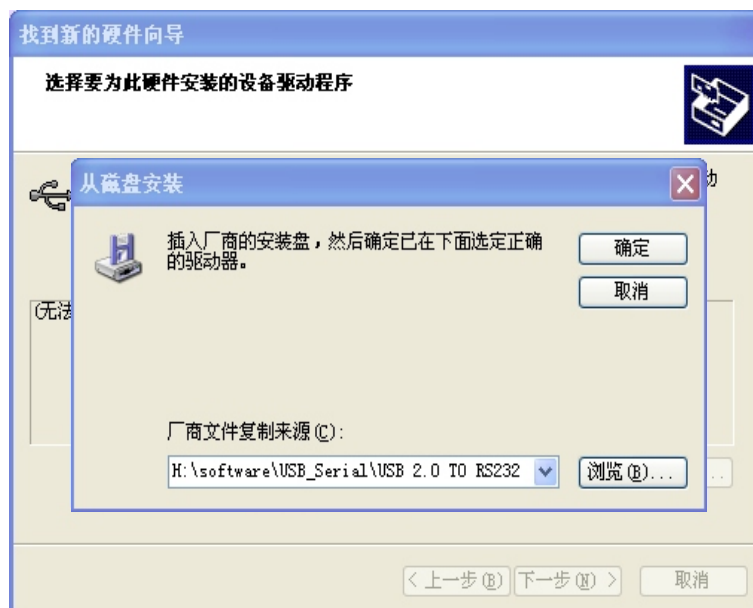 找到新的硬件向导
选择要为此硬件安装的设备驱动程序
动
从磁盘安装
插入厂商的安装盘，然后确定已在下面选定正确
的驱动器。
确定
取消
(无法
厂商文件复制来源(C):
H:\software\USB_Serial\USB 2.0 TO RS232
浏览(B)...
..
< 上一步(B)
下一步(N) >
取消